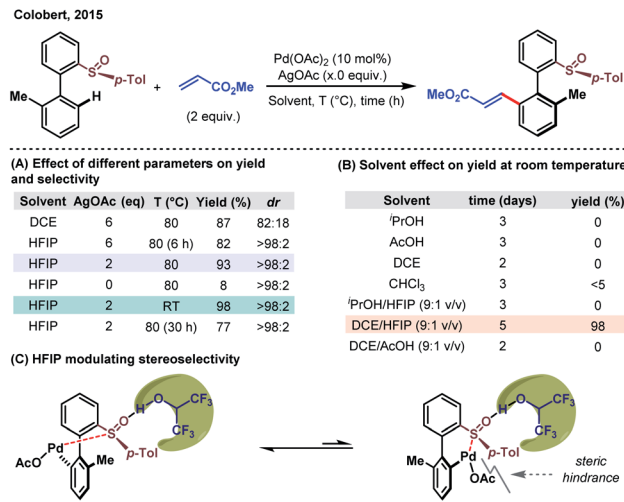 Colobert, 2015
O
S
p-Tol
Me
H
+
CO₂Me
(2 equiv.)
Pd(OAc)₂ (10 mol%)
AgOAc (x.0 equiv.)
Solvent, T (°C), time (h)
O
S
p-Tol
MeO₂C
Me
(A) Effect of different parameters on yield
and selectivity
Solvent AgOAc (eq) T (°C) Yield (%) dr
DCE 6 80 87 82:18
HFIP 6 80 (6 h) 82 >98:2
HFIP 2 80 93 >98:2
HFIP 0 80 8 >98:2
HFIP 2 RT 98 >98:2
HFIP 2 80 (30 h) 77 >98:2
(B) Solvent effect on yield at room temperature
Solvent time (days) yield (%)
ⁱPrOH 3 0
AcOH 3 0
DCE 2 0
CHCl₃ 3 <5
ⁱPrOH/HFIP (9:1 v/v) 3 0
DCE/HFIP (9:1 v/v) 5 98
DCE/AcOH (9:1 v/v) 2 0
(C) HFIP modulating stereoselectivity
O H O CF₃
S
CF₃
Pd
p-Tol
AcO
Me
O H O CF₃
S
CF₃
p-Tol
Me
Pd
OAc
steric
hindrance